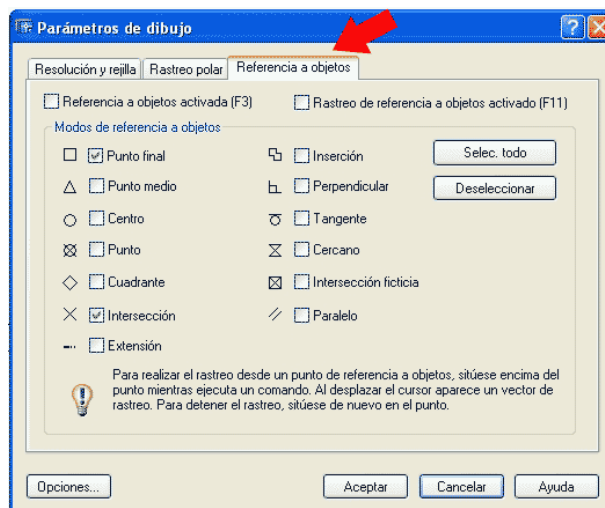 Parámetros de dibujo
Resolución y rejilla Rastreo polar Referencia a objetos
Referencia a objetos activada (F3) Rastreo de referencia a objetos activado (F11)
Modos de referencia a objetos
Punto final Inserción Selec. todo
Punto medio Perpendicular Deseleccionar
Centro Tangente
Punto Cercano
Cuadrante Intersección ficticia
Intersección Paralelo
Extensión
Para realizar el rastreo desde un punto de referencia a objetos, sitúese encima del
punto mientras ejecuta un comando. Al desplazar el cursor aparece un vector de
rastreo. Para detener el rastreo, sitúese de nuevo en el punto.
Opciones... Aceptar Cancelar Ayuda